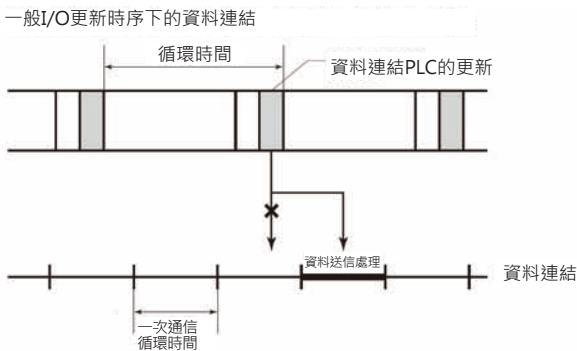 一般I/O更新時序下的資料連結
循環時間
資料連結PLC的更新
資料送信處理
資料連結
一次通信
循環時間